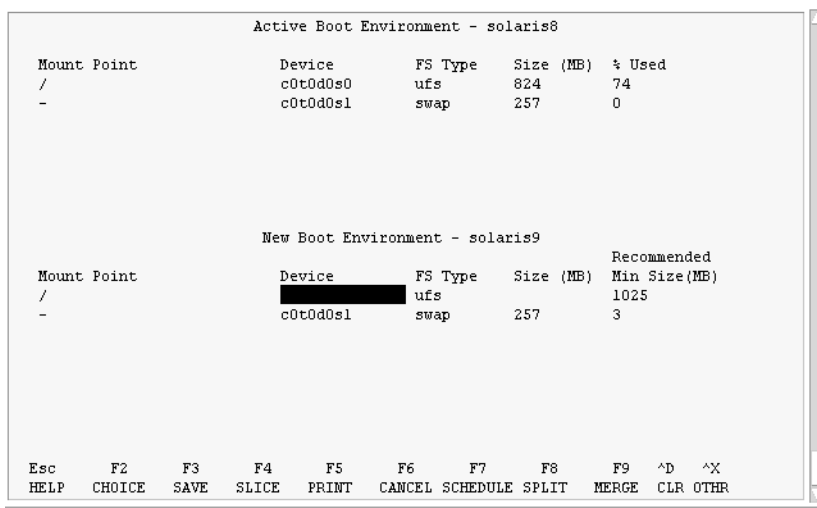 Active Boot Environment - solaris8
Mount Point Device FS Type Size (MB) % Used
/ c0t0d0s0 ufs 824 74
- c0t0d0s1 swap 257 0
New Boot Environment - solaris9
Recommended
Mount Point Device FS Type Size (MB) Min Size(MB)
/ ufs 1025
- c0t0d0s1 swap 257 3
Esc F2 F3 F4 F5 F6 F7 F8 F9 ^D ^X
HELP CHOICE SAVE SLICE PRINT CANCEL SCHEDULE SPLIT MERGE CLR OTHR